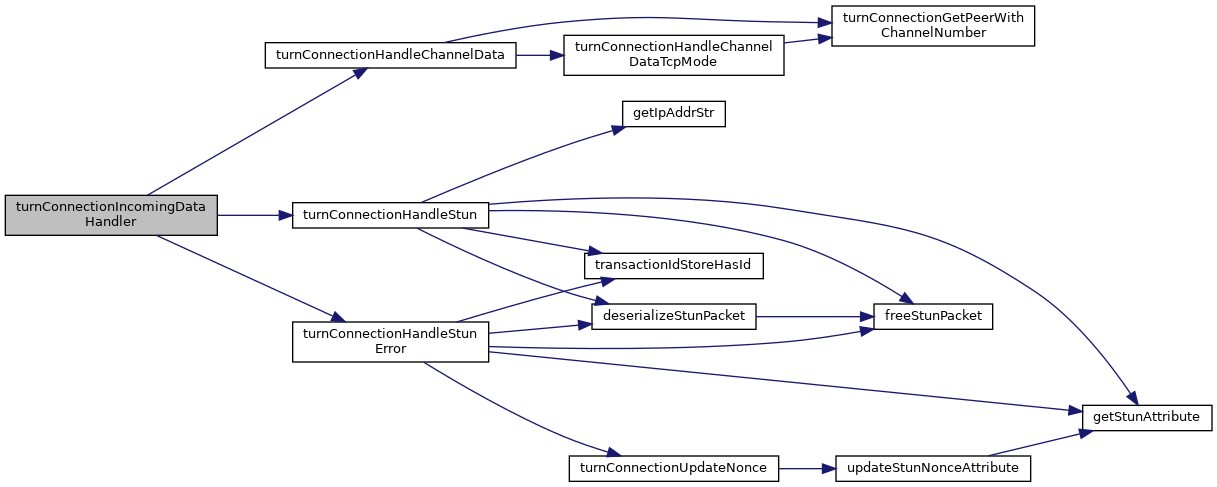 turnConnectionGetPeerWith
ChannelNumber
turnConnectionHandleChannelData
turnConnectionHandleChannel
DataTcpMode
getIpAddrStr
turnConnectionIncomingData
Handler
turnConnectionHandleStun
transactionIdStoreHasId
deserializeStunPacket
freeStunPacket
turnConnectionHandleStun
Error
getStunAttribute
turnConnectionUpdateNonce
updateStunNonceAttribute